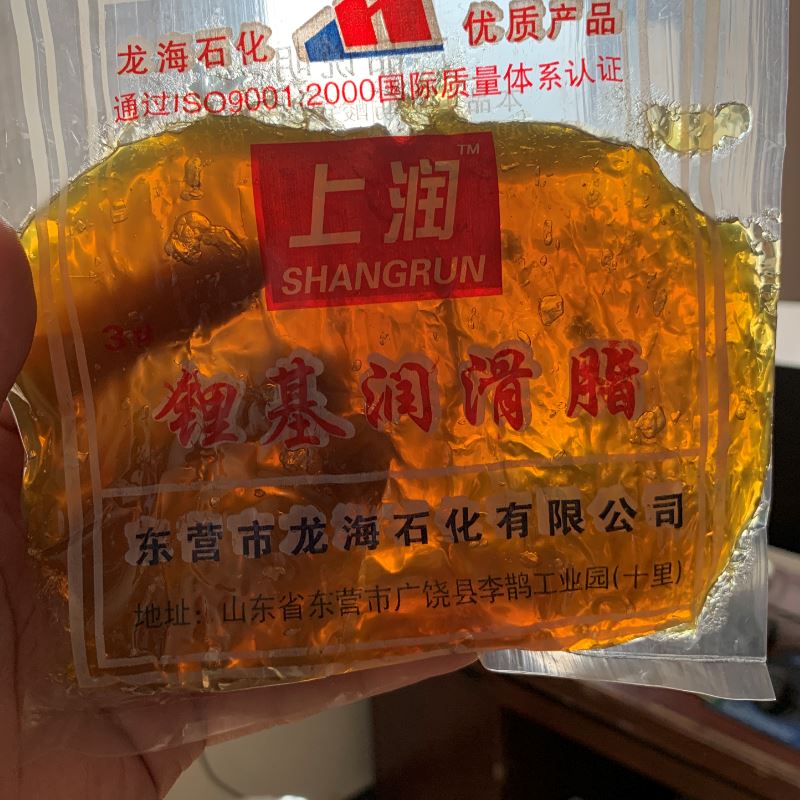 龙海石化 优质产品
通过ISO9001:2000国际质量体系认证
上润™
SHANGRUN
3#
锂基润滑脂
东营市龙海石化有限公司
地址：山东省东营市广饶县李鹊工业园(十里)